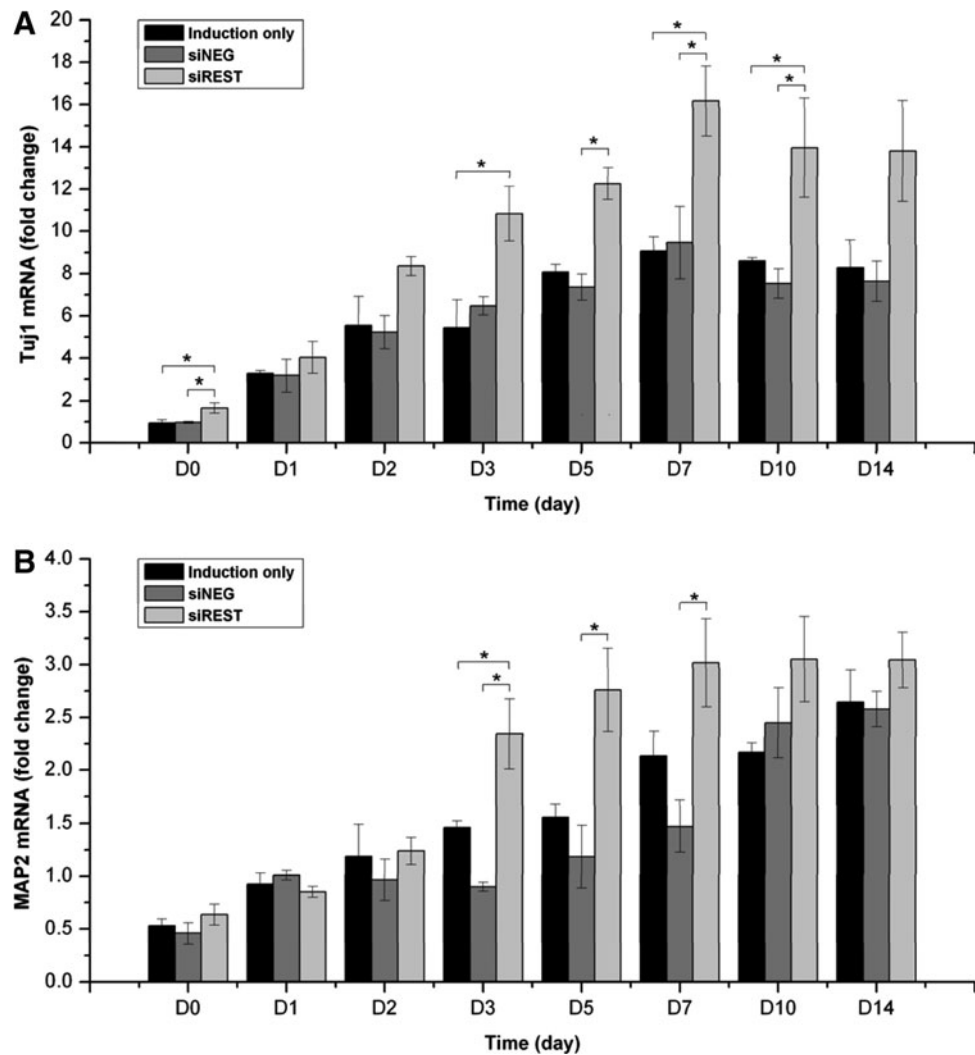 A
Induction only
siNEG
siREST
Tuj1 mRNA (fold change)
20
18
16
14
12
10
8
6
4
2
0
* * * * * * * *
D0 D1 D2 D3 D5 D7 D10 D14
Time (day)
B
Induction only
siNEG
siREST
MAP2 mRNA (fold change)
4.0
3.5
3.0
2.5
2.0
1.5
1.0
0.5
0.0
* * * *
D0 D1 D2 D3 D5 D7 D10 D14
Time (day)